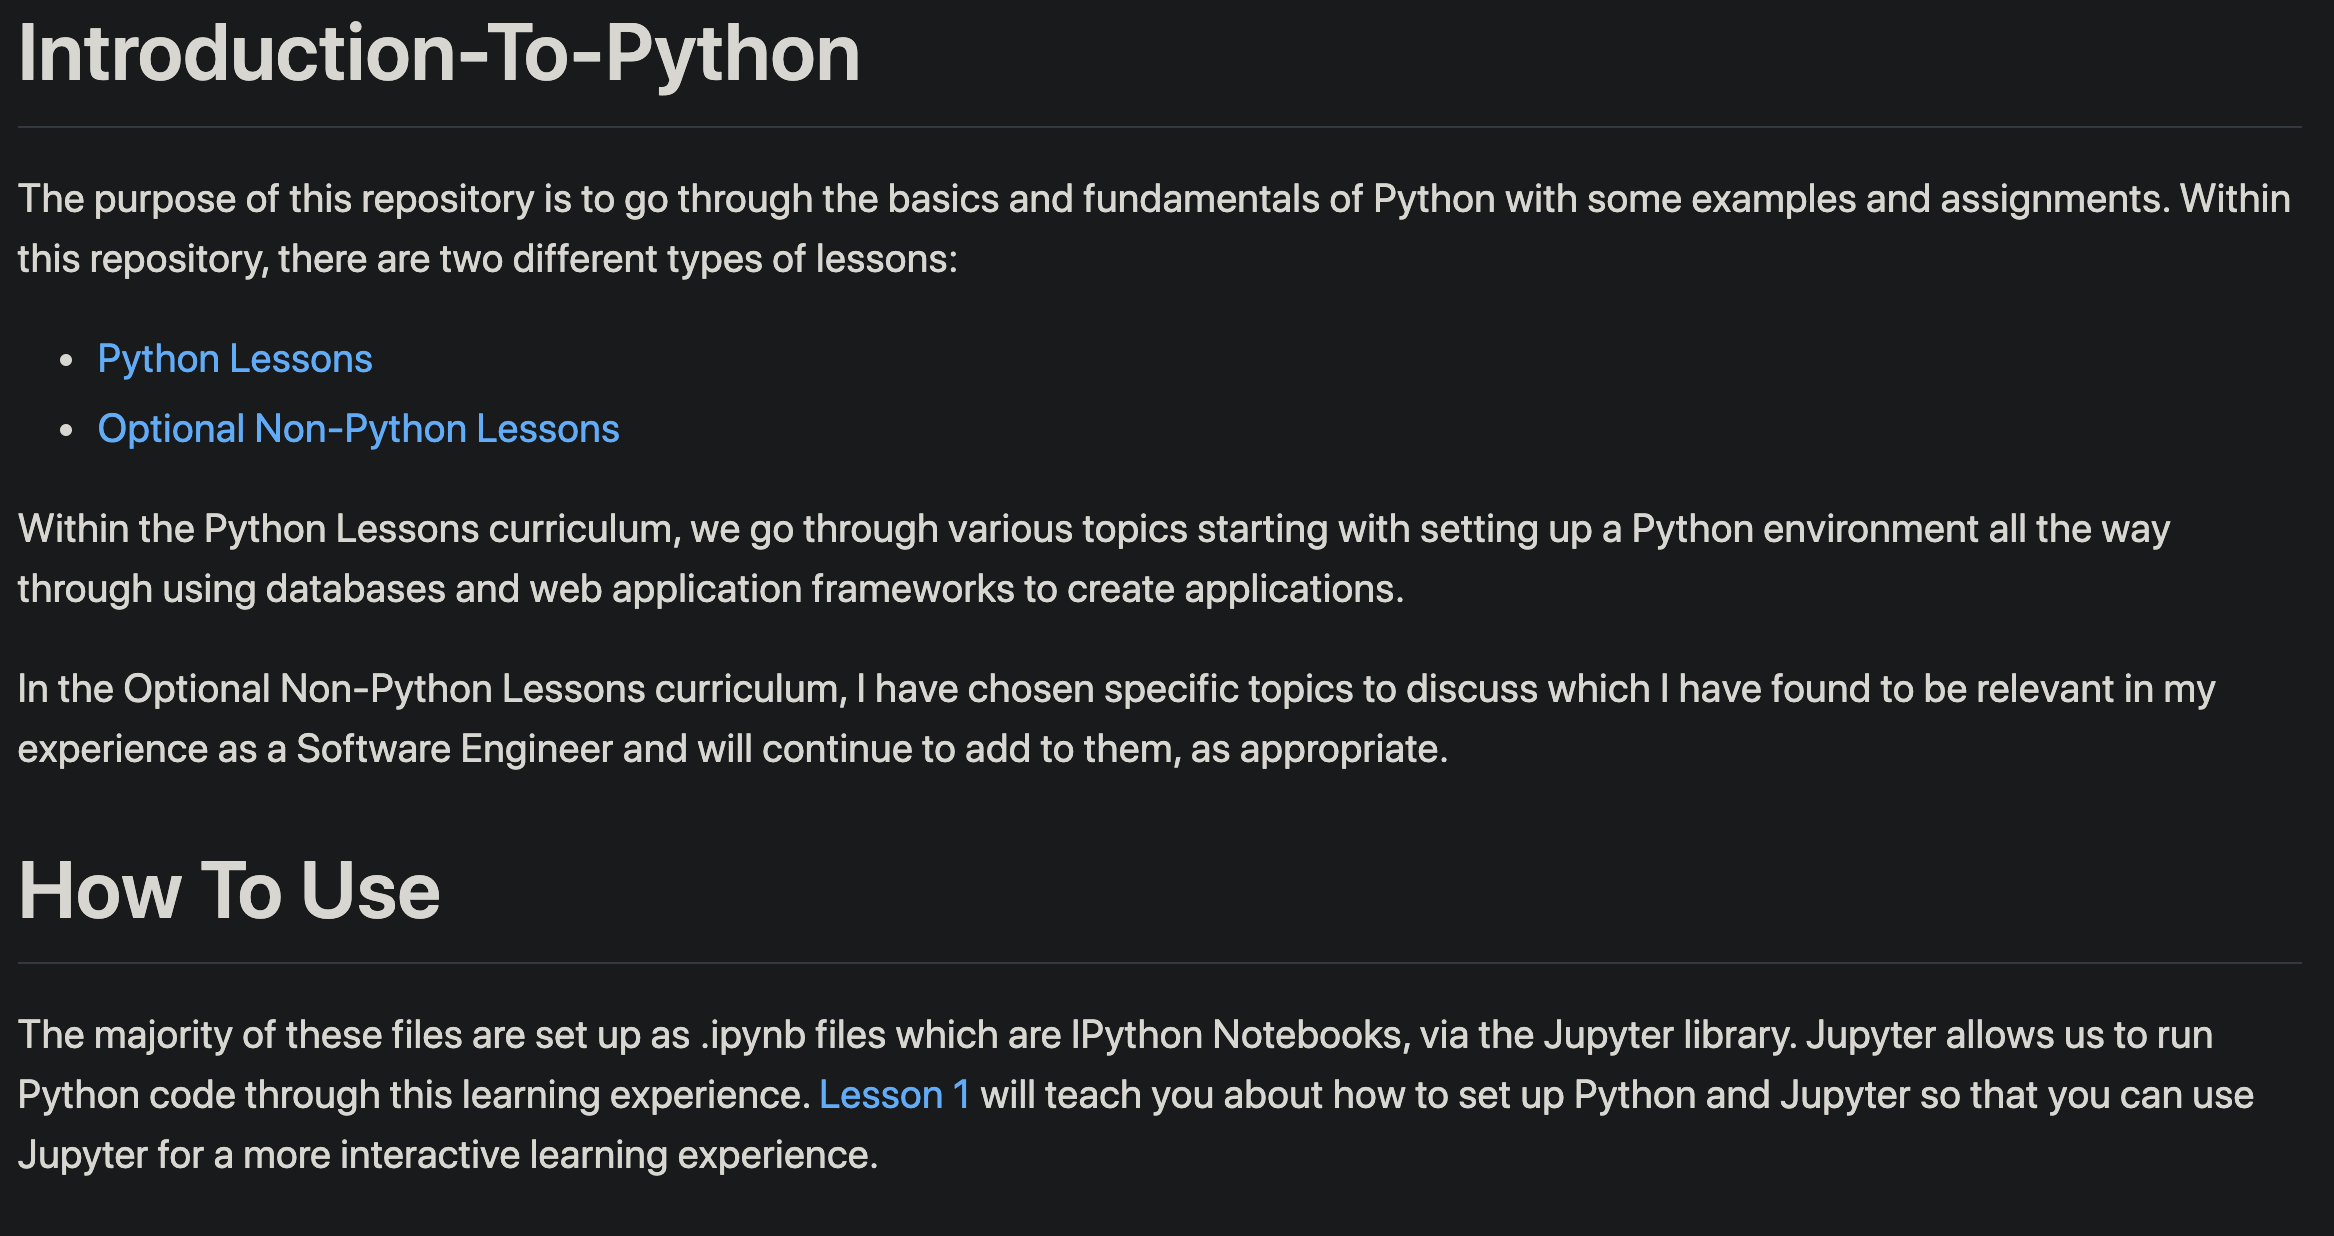 Introduction-To-Python
The purpose of this repository is to go through the basics and fundamentals of Python with some examples and assignments. Within
this repository, there are two different types of lessons:
• Python Lessons
• Optional Non-Python Lessons
Within the Python Lessons curriculum, we go through various topics starting with setting up a Python environment all the way
through using databases and web application frameworks to create applications.
In the Optional Non-Python Lessons curriculum, I have chosen specific topics to discuss which I have found to be relevant in my
experience as a Software Engineer and will continue to add to them, as appropriate.
How To Use
The majority of these files are set up as .ipynb files which are IPython Notebooks, via the Jupyter library. Jupyter allows us to run
Python code through this learning experience. Lesson 1 will teach you about how to set up Python and Jupyter so that you can use
Jupyter for a more interactive learning experience.